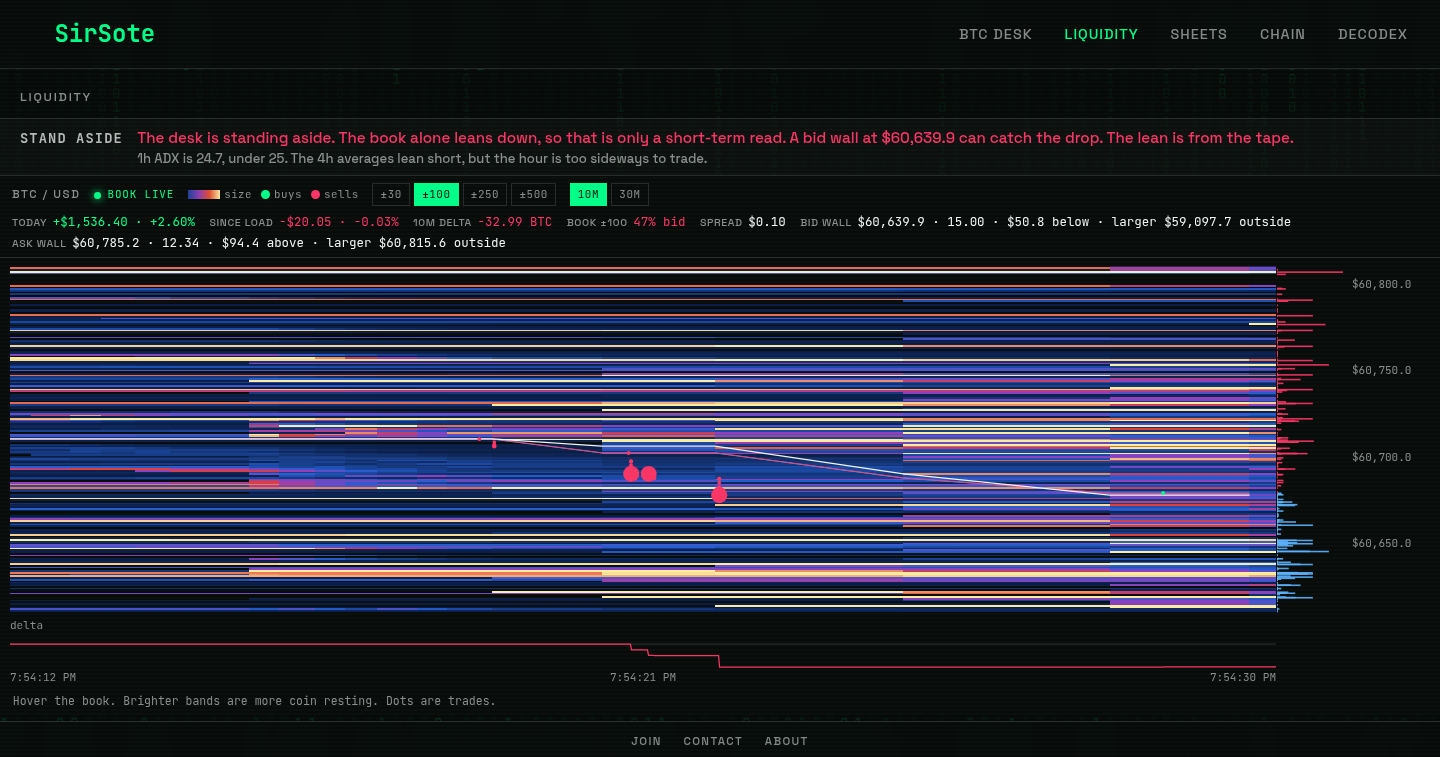 SirSote
BTC DESK LIQUIDITY SHEETS CHAIN DECODEX
LIQUIDITY
STAND ASIDE The desk is standing aside. The book alone leans down, so that is only a short-term read. A bid wall at $60,639.9 can catch the drop. The lean is from the tape.
1h ADX is 24.7, under 25. The 4h averages lean short, but the hour is too sideways to trade.
BTC / USD BOOK LIVE size buys sells ±30 ±100 ±250 ±500 10M 30M
TODAY +$1,536.40 · +2.60% SINCE LOAD -$20.05 · -0.03% 10M DELTA -32.99 BTC BOOK ±100 47% bid SPREAD $0.10 BID WALL $60,639.9 · 15.00 · $50.8 below · larger $59,097.7 outside
ASK WALL $60,785.2 · 12.34 · $94.4 above · larger $60,815.6 outside
$60,800.0
$60,750.0
$60,700.0
$60,650.0
delta
7:54:12 PM 7:54:21 PM 7:54:30 PM
Hover the book. Brighter bands are more coin resting. Dots are trades.
JOIN CONTACT ABOUT